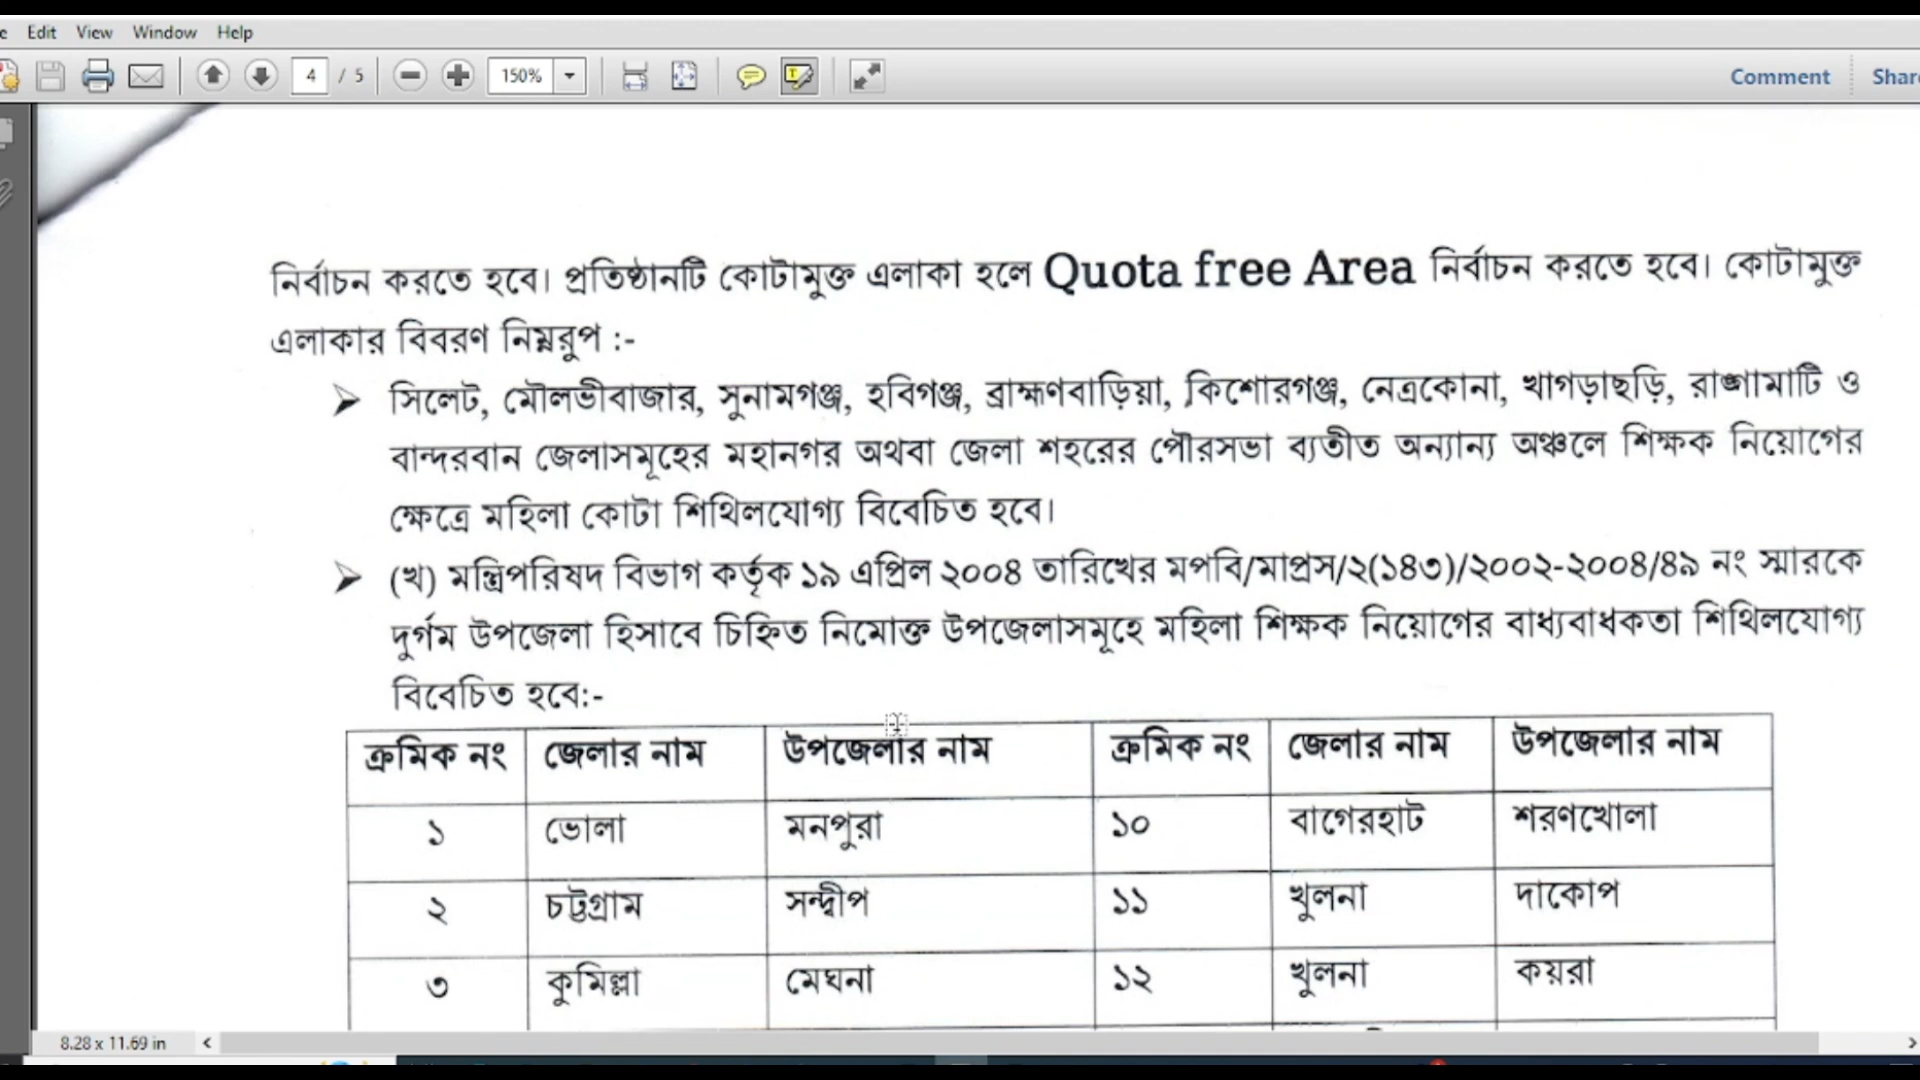 Edit View Window Help
4 / 5 150% Comment
নির্বাচন করতে হবে। প্রতিষ্ঠানটি কোটামুক্ত এলাকা হলে Quota free Area নির্বাচন করতে হবে। কোটামুক্ত
এলাকার বিবরণ নিম্নরুপ :-
➢ সিলেট, মৌলভীবাজার, সুনামগঞ্জ, হবিগঞ্জ, ব্রাহ্মণবাড়িয়া, কিশোরগঞ্জ, নেত্রকোনা, খাগড়াছড়ি, রাঙ্গামাটি ও
বান্দরবান জেলাসমূহের মহানগর অথবা জেলা শহরের পৌরসভা ব্যতীত অন্যান্য অঞ্চলে শিক্ষক নিয়োগের
ক্ষেত্রে মহিলা কোটা শিথিলযোগ্য বিবেচিত হবে।
➢ (খ) মন্ত্রিপরিষদ বিভাগ কর্তৃক ১৯ এপ্রিল ২০০৪ তারিখের মপবি/মাপ্রস/২(১৪৩)/২০০২-২০০৪/৪৯ নং স্মারকে
দুর্গম উপজেলা হিসাবে চিহ্নিত নিমোক্ত উপজেলাসমূহে মহিলা শিক্ষক নিয়োগের বাধ্যবাধকতা শিথিলযোগ্য
বিবেচিত হবে:-
ক্রমিক নং জেলার নাম উপজেলার নাম ক্রমিক নং জেলার নাম উপজেলার নাম
১ ভোলা মনপুরা ১০ বাগেরহাট শরণখোলা
২ চট্টগ্রাম সন্দ্বীপ ১১ খুলনা দাকোপ
৩ কুমিল্লা মেঘনা ১২ খুলনা কয়রা
8.28 x 11.69 in